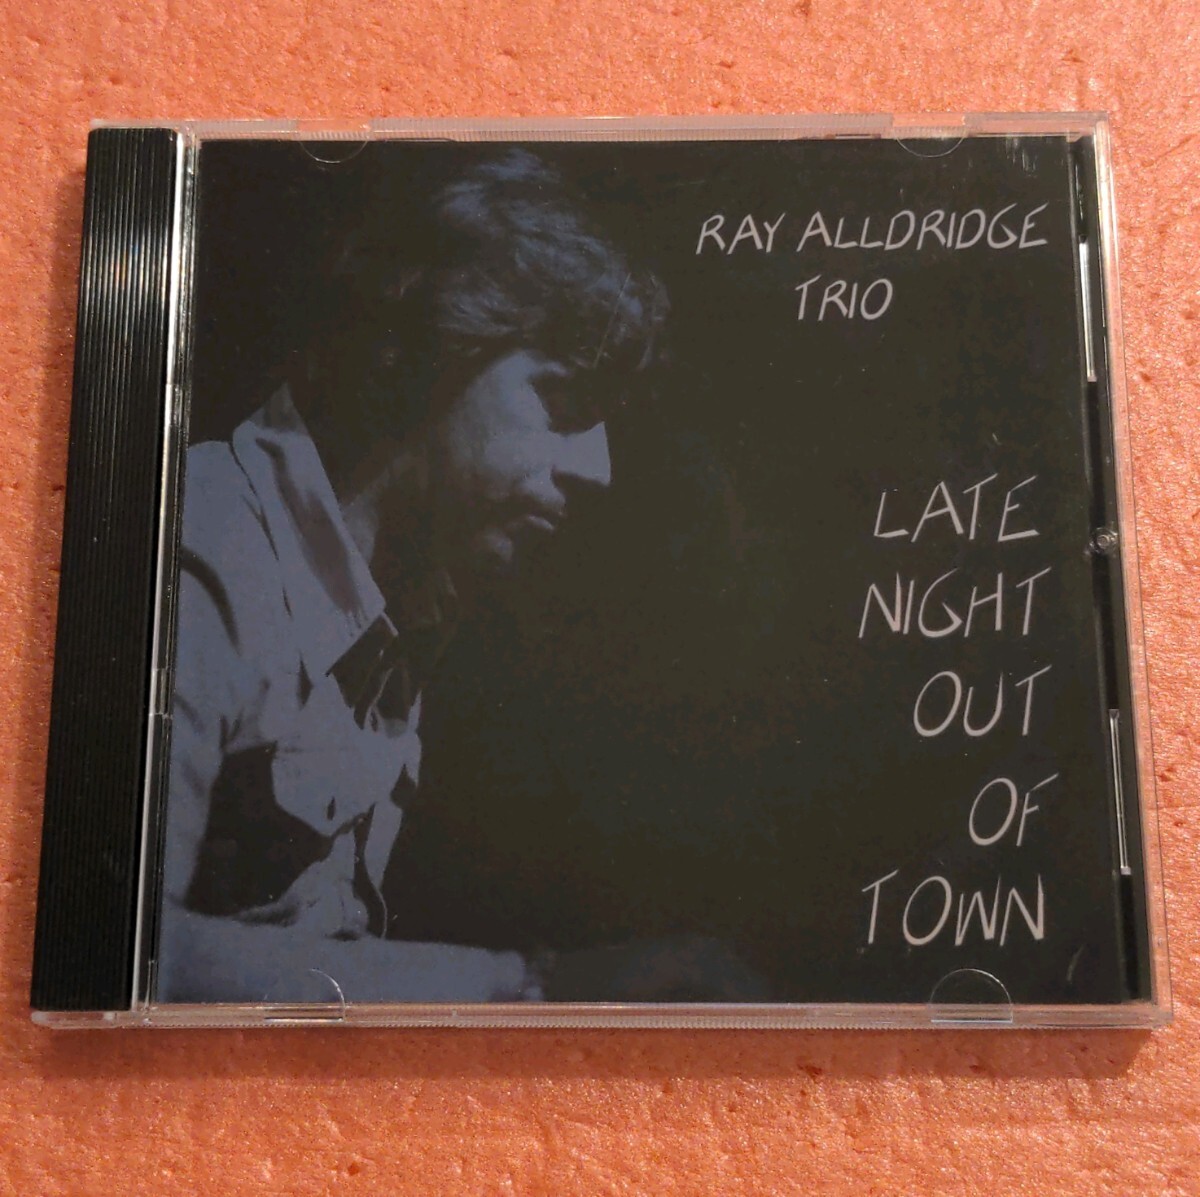 RAY ALLDRIDGE
TRIO
LATE
NIGHT
OUT
OF
TOWN